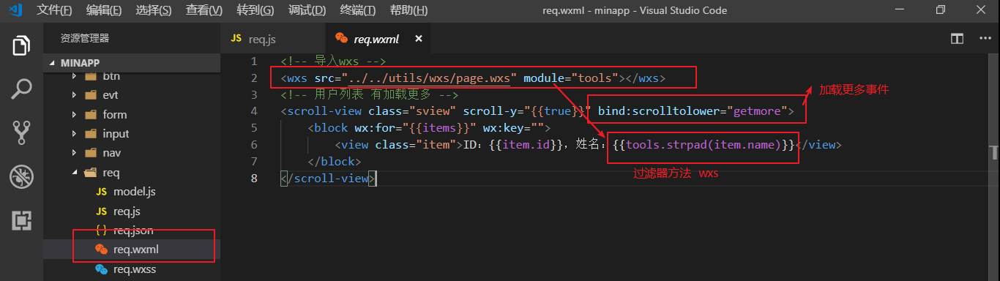 文件(F) 编辑(E) 选择(S) 查看(V) 转到(G) 调试(D) 终端(T) 帮助(H) req.wxml - minapp - Visual Studio Code
资源管理器
JS req.js
req.wxml
MINAPP
btn
evt
form
input
nav
req
JS model.js
JS req.js
{ } req.json
req.wxml
req.wxss
1 <!-- 导入wxs -->
2 <wxs src="../../utils/wxs/page.wxs" module="tools"></wxs>
3 <!-- 用户列表 有加载更多 -->
4 <scroll-view class="sview" scroll-y="{{true}}" bind:scrolltolower="getmore">
5 <block wx:for="{{items}}" wx:key="">
6 <view class="item">ID: {{item.id}}, 姓名: {{tools.strpad(item.name)}}</view>
7 </block>
8 </scroll-view>
加载更多事件
过滤器方法 wxs